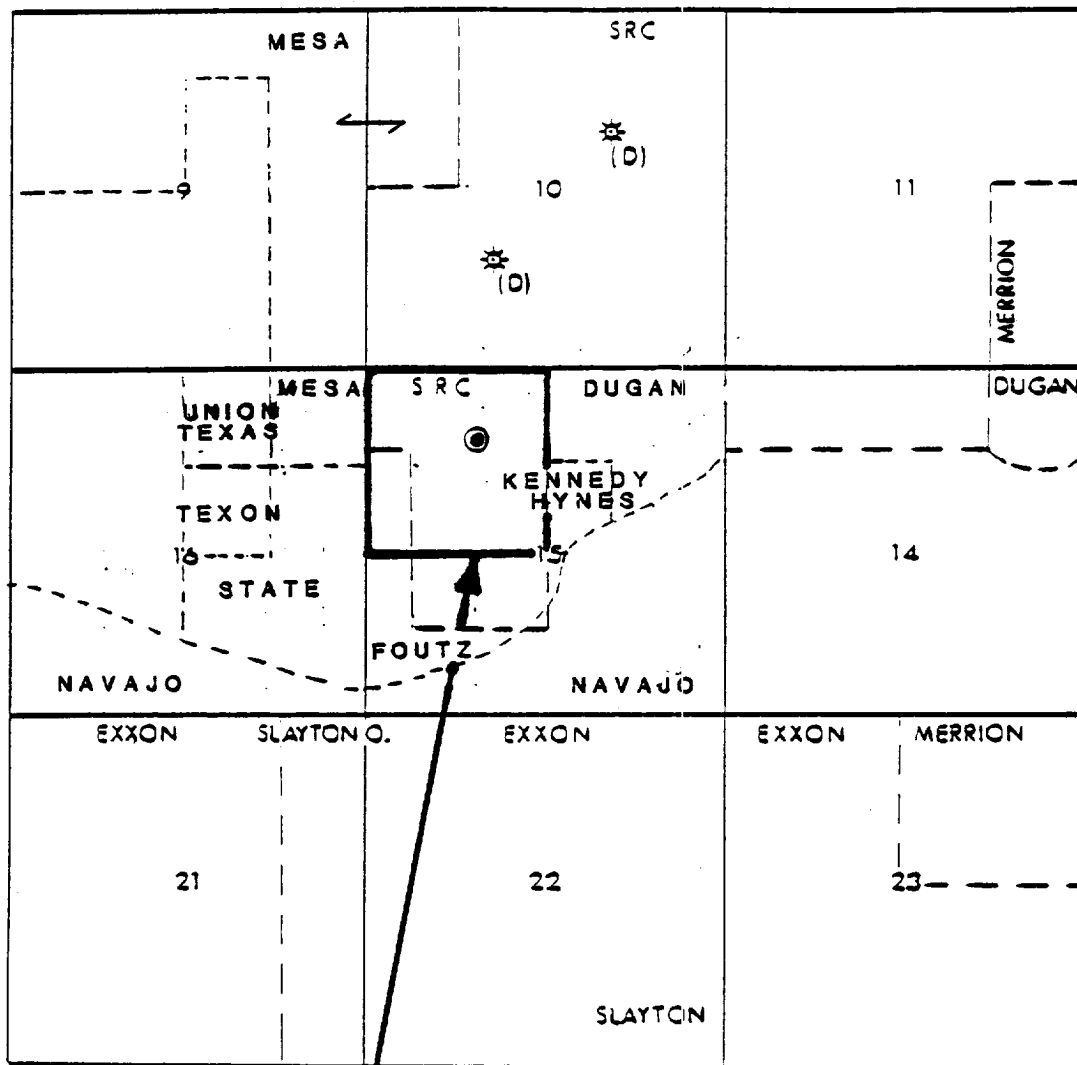 MESA
SRC
(D)
9
10
11
(D)
MERRION
MESA
SRC
DUGAN
DUGAN
UNION
TEXAS
KENNEDY
HYNES
TEXON
16
15
14
STATE
FOUTZ
NAVAJO
NAVAJO
EXXON
SLAYTON O.
EXXON
EXXON
MERRION
21
22
23
SLAYTON